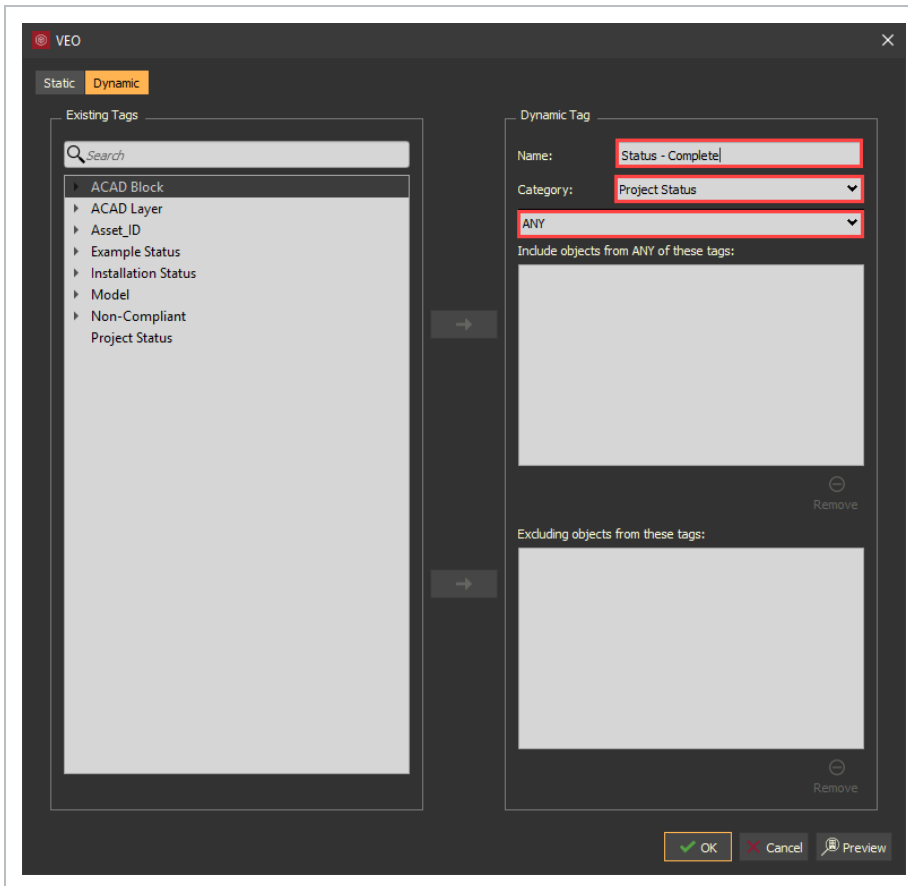 VEO
Static Dynamic
Existing Tags
Search
ACAD Block
ACAD Layer
Asset_ID
Example Status
Installation Status
Model
Non-Compliant
Project Status
Dynamic Tag
Name: Status - Complete
Category: Project Status
ANY
Include objects from ANY of these tags:
Remove
Excluding objects from these tags:
Remove
OK Cancel Preview